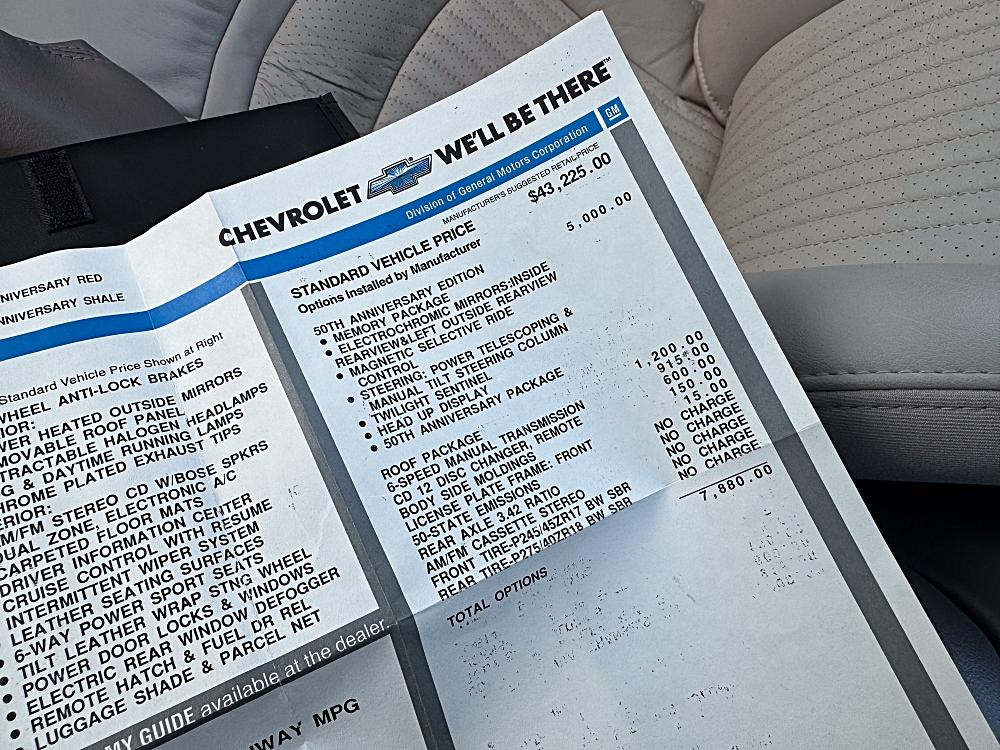 CHEVROLET WE'LL BE THERE™
Division of General Motors Corporation GM
NIVERSARY RED
NNIVERSARY SHALE
Standard Vehicle Price Shown at Right
WHEEL ANTI-LOCK BRAKES
IOR:
WER HEATED OUTSIDE MIRRORS
MOVABLE ROOF PANEL
TRACTABLE HALOGEN HEADLAMPS
G & DAYTIME RUNNING LAMPS
HROME PLATED EXHAUST TIPS
ERIOR:
M/FM STEREO CD W/BOSE SPKRS
DUAL ZONE, ELECTRONIC A/C
CARPETED FLOOR MATS
DRIVER INFORMATION CENTER
CRUISE CONTROL WITH RESUME
INTERMITTENT WIPER SYSTEM
LEATHER SEATING SURFACES
• 6-WAY POWER SPORT SEATS
• TILT LEATHER WRAP STNG WHEEL
• POWER DOOR LOCKS & WINDOWS
• ELECTRIC REAR WINDOW DEFOGGER
• REMOTE HATCH & FUEL DR REL
• LUGGAGE SHADE & PARCEL NET
MY GUIDE available at the dealer.
WAY MPG
MANUFACTURER'S SUGGESTED RETAIL PRICE
STANDARD VEHICLE PRICE $43,225.00
Options Installed by Manufacturer
50TH ANNIVERSARY EDITION 5,000.00
• MEMORY PACKAGE
• ELECTROCHROMIC MIRRORS:INSIDE
REARVIEW&LEFT OUTSIDE REARVIEW
• MAGNETIC SELECTIVE RIDE
CONTROL
• STEERING: POWER TELESCOPING &
MANUAL TILT STEERING COLUMN
• TWILIGHT SENTINEL
• HEAD UP DISPLAY
• 50TH ANNIVERSARY PACKAGE
ROOF PACKAGE 1,200.00
6-SPEED MANUAL TRANSMISSION 915.00
CD 12 DISC CHANGER, REMOTE 600.00
BODY SIDE MOLDINGS 150.00
LICENSE PLATE FRAME: FRONT 15.00
50-STATE EMISSIONS NO CHARGE
REAR AXLE 3.42 RATIO NO CHARGE
AM/FM CASSETTE STEREO NO CHARGE
FRONT TIRE-P245/45ZR17 BW SBR NO CHARGE
REAR TIRE-P275/40ZR18 BW SBR NO CHARGE
TOTAL OPTIONS 7,880.00